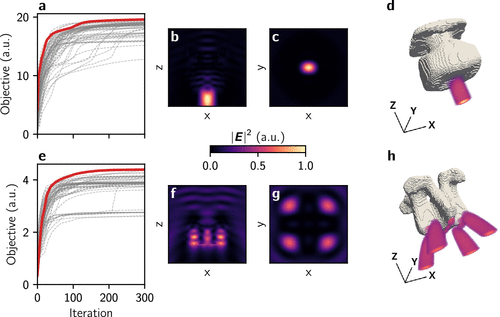 a
Objective (a.u.)
20
10
0
b
z
x
c
y
x
d
Z
Y
X
|E|² (a.u.)
0.0
0.5
1.0
e
Objective (a.u.)
4
2
0
0
100
200
300
Iteration
f
z
x
g
y
x
h
Z
Y
X